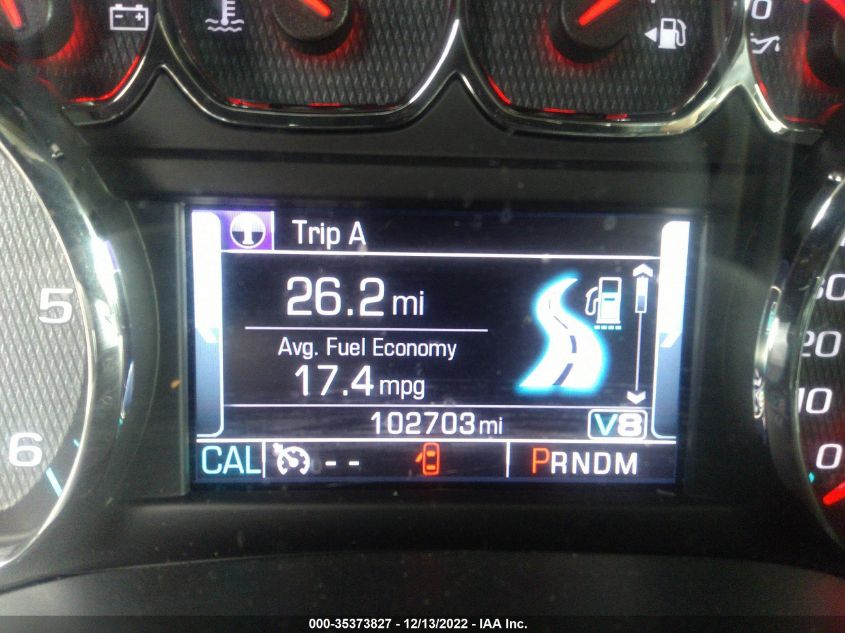 Trip A
26.2 mi
Avg. Fuel Economy
17.4 mpg
102703 mi V8
CAL -- PRNDM
5
6
20
10
0
000-35373827 - 12/13/2022 - IAA Inc.